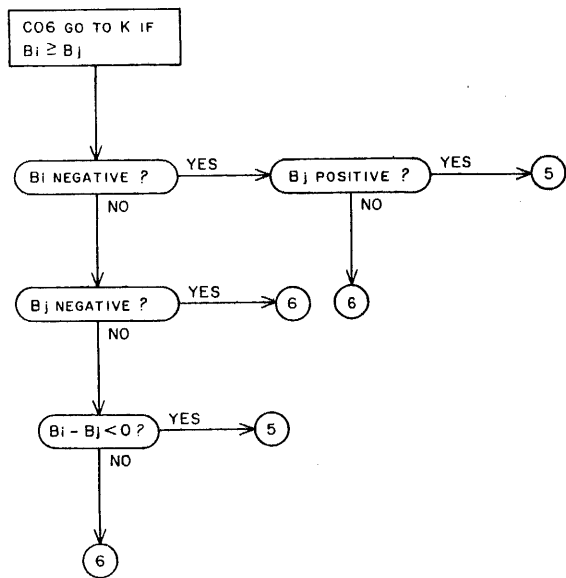 CO6 GO TO K IF
Bi ≥ Bj
Bi NEGATIVE ?
YES
Bj POSITIVE ?
YES
5
NO
NO
6
Bj NEGATIVE ?
YES
6
NO
Bi – Bj < 0 ?
YES
5
NO
6